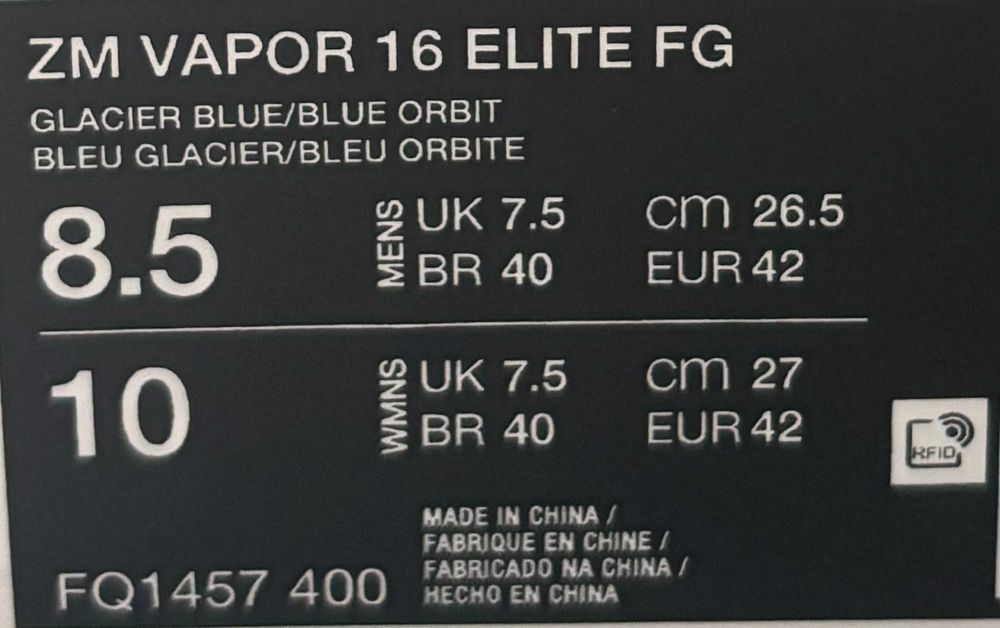 ZM VAPOR 16 ELITE FG
GLACIER BLUE/BLUE ORBIT
BLEU GLACIER/BLEU ORBITE
8.5 MENS UK 7.5 cm 26.5
BR 40 EUR 42
10 WMNS UK 7.5 cm 27
BR 40 EUR 42
RFID
MADE IN CHINA /
FABRIQUE EN CHINE /
FABRICADO NA CHINA /
HECHO EN CHINA
FQ1457 400